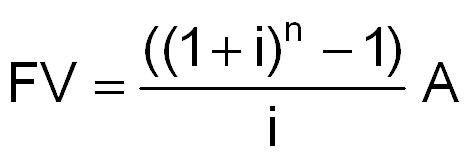 FV = ((1+i)^n − 1) / i A